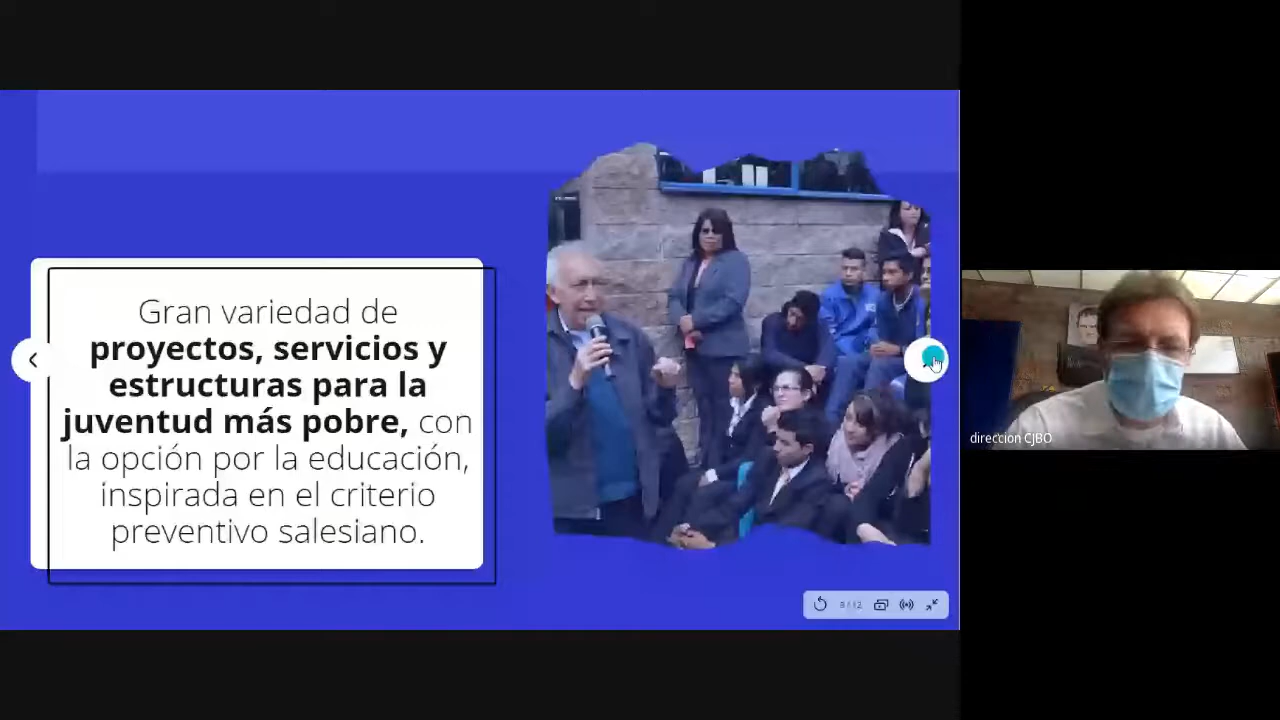 Gran variedad de
proyectos, servicios y
estructuras para la
juventud más pobre, con
la opción por la educación,
inspirada en el criterio
preventivo salesiano.
direccion CJBO